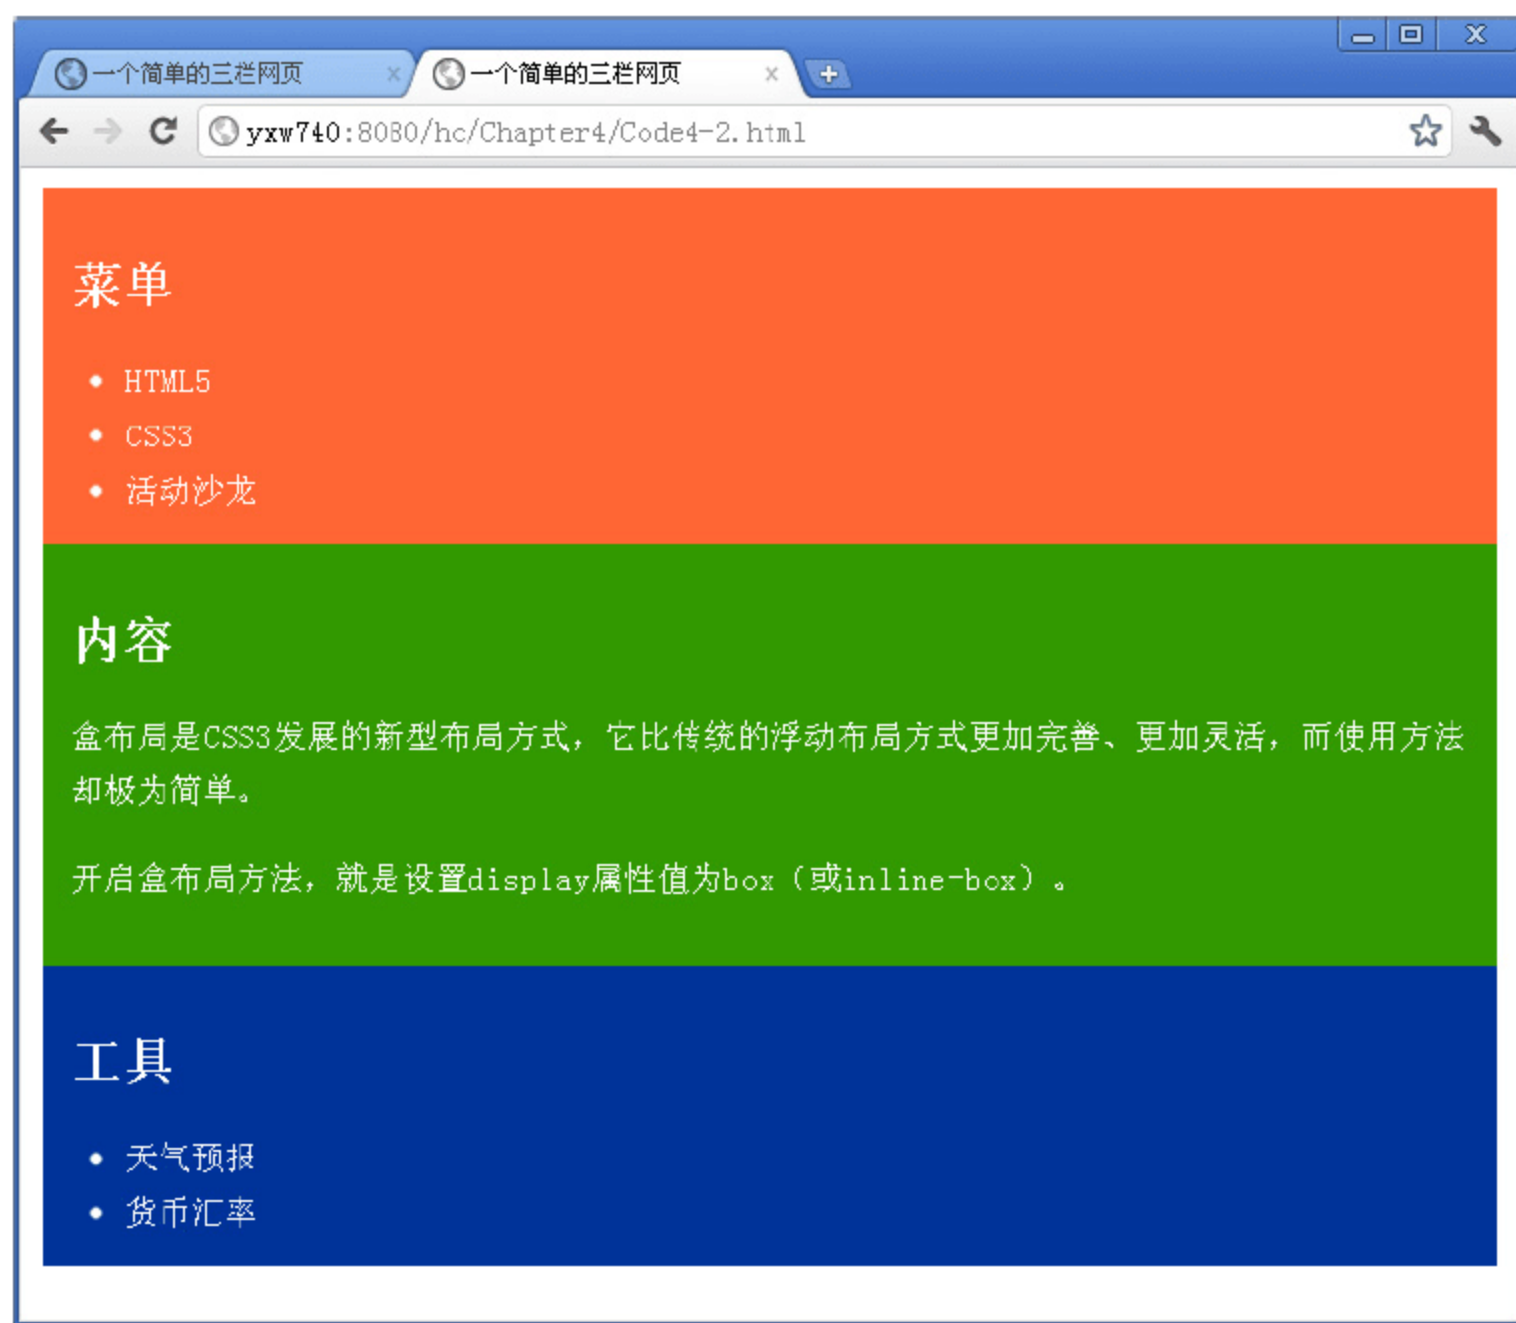 一个简单的三栏网页
一个简单的三栏网页
yxw740:8080/hc/Chapter4/Code4-2.html
菜单
HTML5
CSS3
活动沙龙
内容
盒布局是CSS3发展的新型布局方式，它比传统的浮动布局方式更加完善、更加灵活，而使用方法
却极为简单。
开启盒布局方法，就是设置display属性值为box（或inline-box）。
工具
天气预报
货币汇率